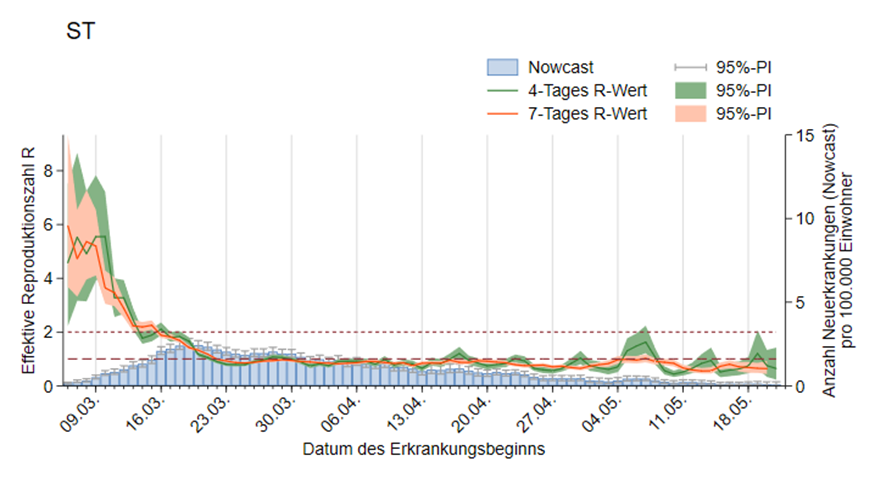 ST
Nowcast
95%-PI
4-Tages R-Wert
95%-PI
7-Tages R-Wert
95%-PI
Effektive Reproduktionszahl R
8
6
4
2
0
15
10
5
0
Anzahl Neuerkrankungen (Nowcast)
pro 100.000 Einwohner
09.03.
16.03.
23.03.
30.03.
06.04.
13.04.
20.04.
27.04.
04.05.
11.05.
18.05.
Datum des Erkrankungsbeginns